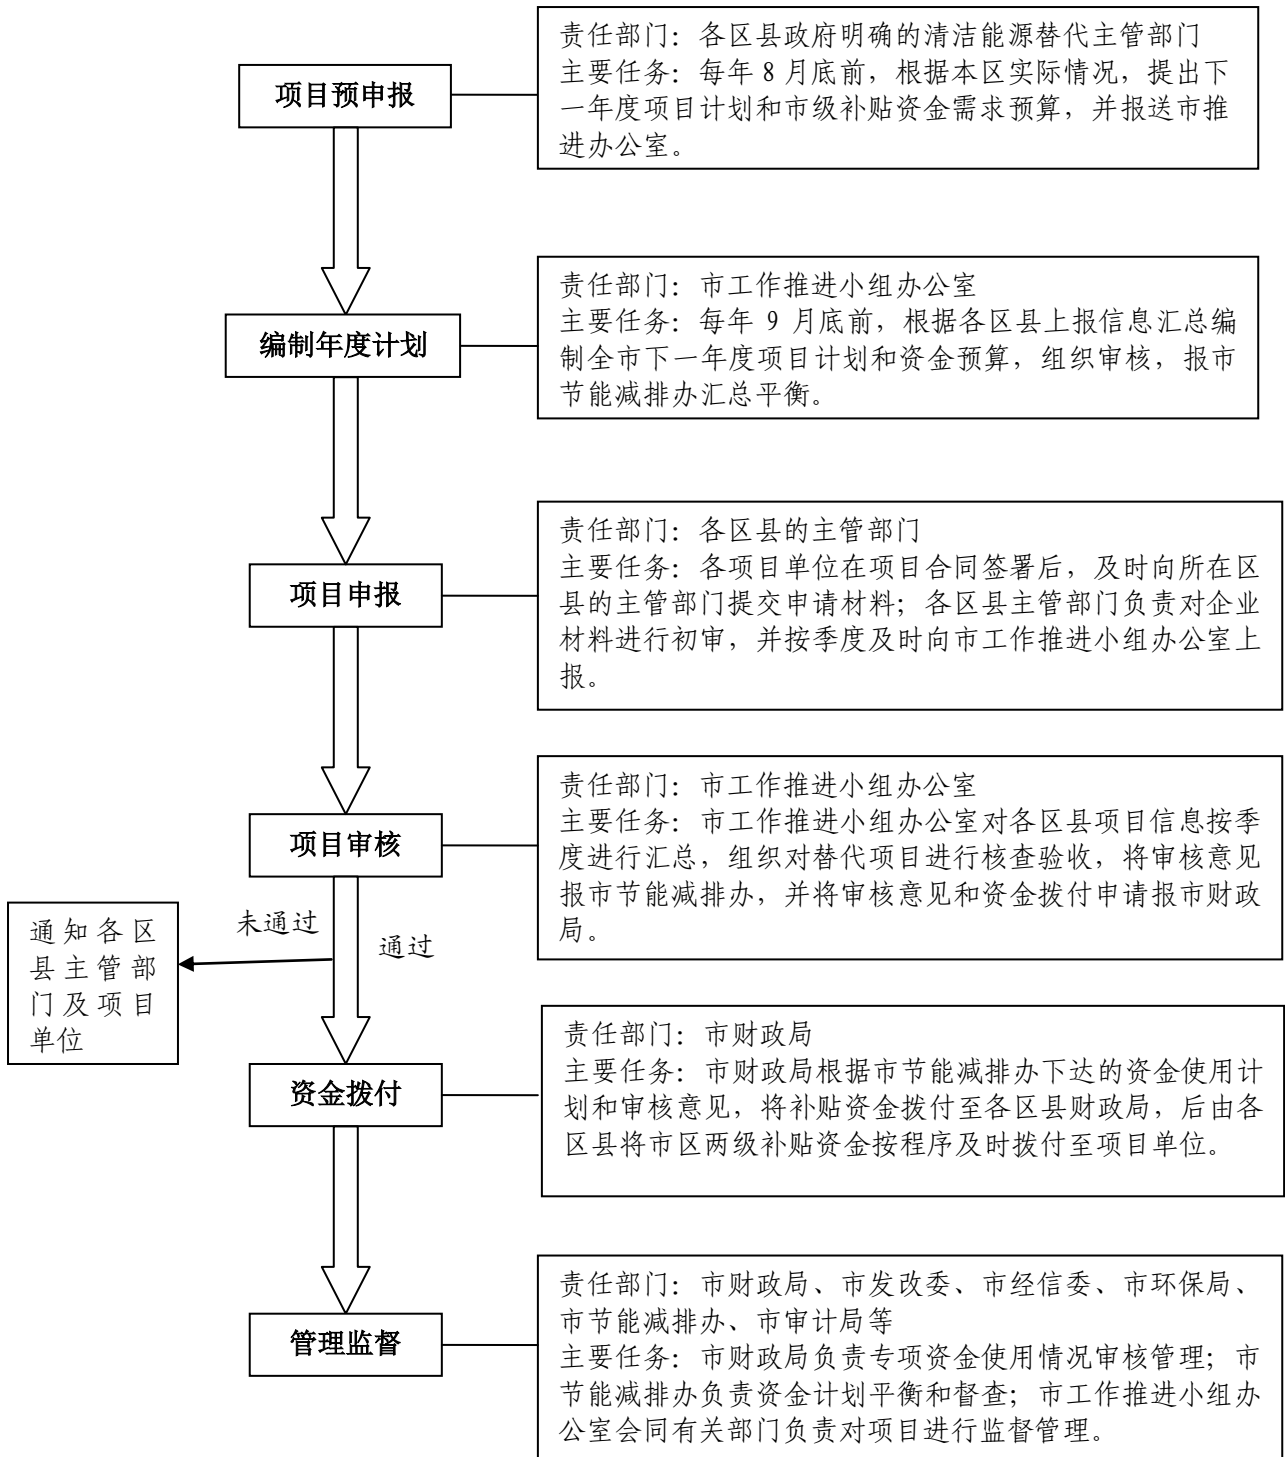 项目预申报
责任部门：各区县政府明确的清洁能源替代主管部门
主要任务：每年 8 月底前，根据本区实际情况，提出下
一年度项目计划和市级补贴资金需求预算，并报送市推
进办公室。
编制年度计划
责任部门：市工作推进小组办公室
主要任务：每年 9 月底前，根据各区县上报信息汇总编
制全市下一年度项目计划和资金预算，组织审核，报市
节能减排办汇总平衡。
项目申报
责任部门：各区县的主管部门
主要任务：各项目单位在项目合同签署后，及时向所在区
县的主管部门提交申请材料；各区县主管部门负责对企业
材料进行初审，并按季度及时向市工作推进小组办公室上
报。
项目审核
责任部门：市工作推进小组办公室
主要任务：市工作推进小组办公室对各区县项目信息按季
度进行汇总，组织对替代项目进行核查验收，将审核意见
报市节能减排办，并将审核意见和资金拨付申请报市财政
局。
未通过
通过
通知各区
县主管部
门及项目
单位
资金拨付
责任部门：市财政局
主要任务：市财政局根据市节能减排办下达的资金使用计
划和审核意见，将补贴资金拨付至各区县财政局，后由各
区县将市区两级补贴资金按程序及时拨付至项目单位。
管理监督
责任部门：市财政局、市发改委、市经信委、市环保局、
市节能减排办、市审计局等
主要任务：市财政局负责专项资金使用情况审核管理；市
节能减排办负责资金计划平衡和督查；市工作推进小组办
公室会同有关部门负责对项目进行监督管理。